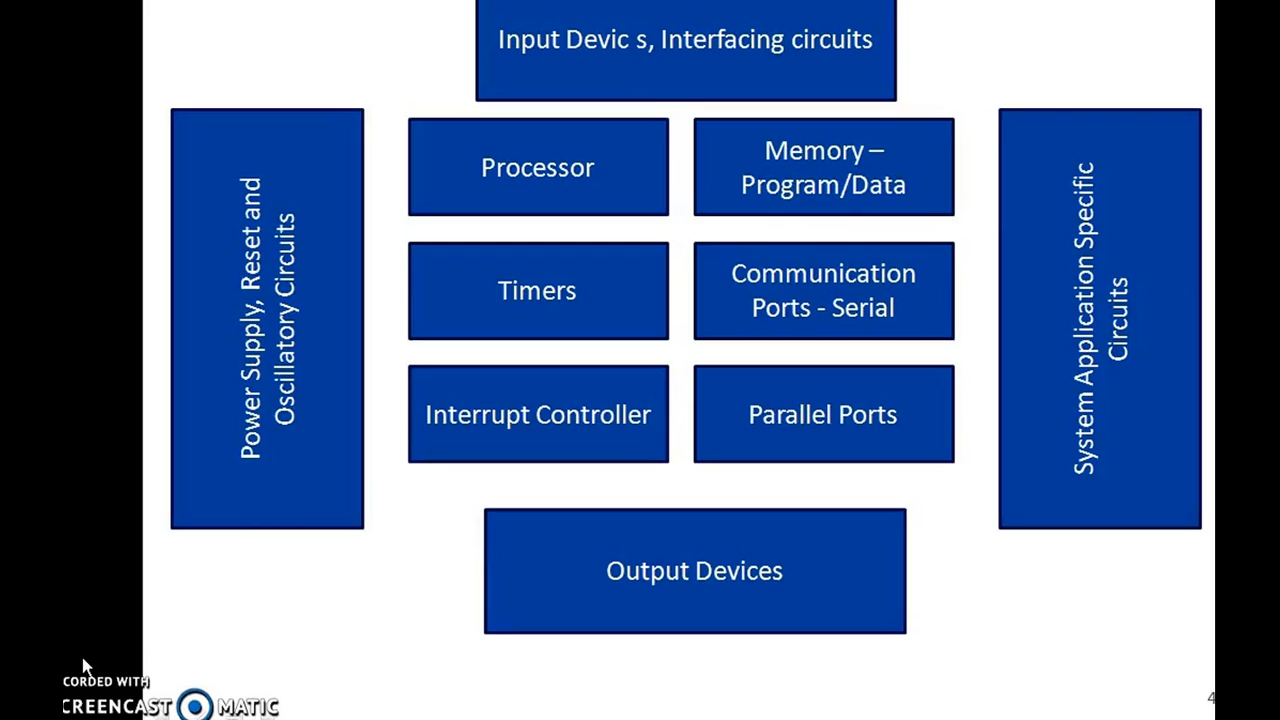 Input Devic s, Interfacing circuits
Power Supply, Reset and
Oscillatory Circuits
Processor
Memory –
Program/Data
Timers
Communication
Ports - Serial
Interrupt Controller
Parallel Ports
System Application Specific
Circuits
Output Devices
CORDED WITH
CREENCAST MATIC
4